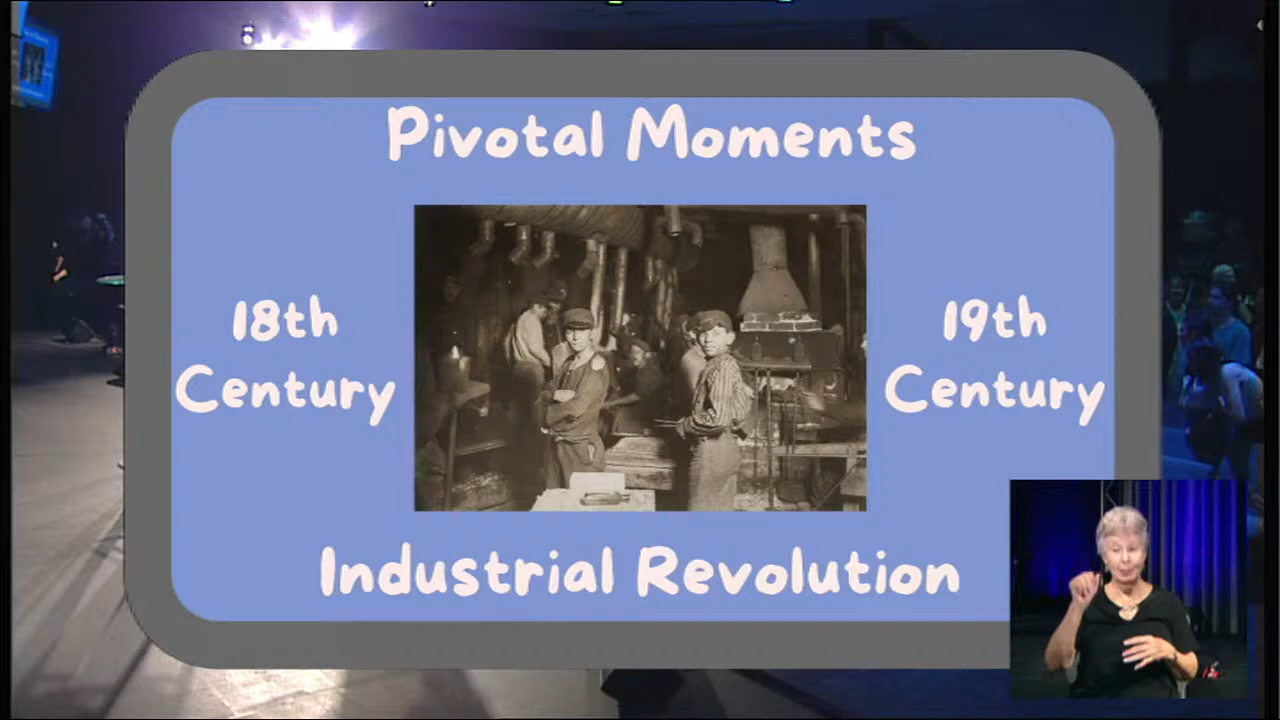 Pivotal Moments
18th
Century
19th
Century
Industrial Revolution